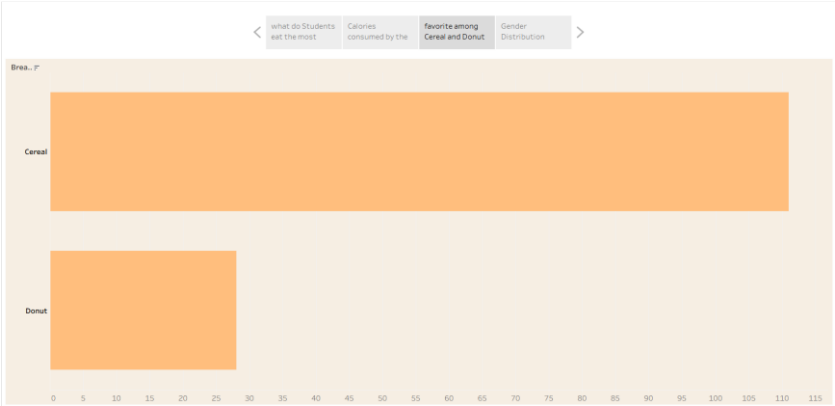 what do Students
eat the most
Calories
consumed by the
favorite among
Cereal and Donut
Gender
Distribution
Brea..
Cereal
Donut
0 5 10 15 20 25 30 35 40 45 50 55 60 65 70 75 80 85 90 95 100 105 110 115